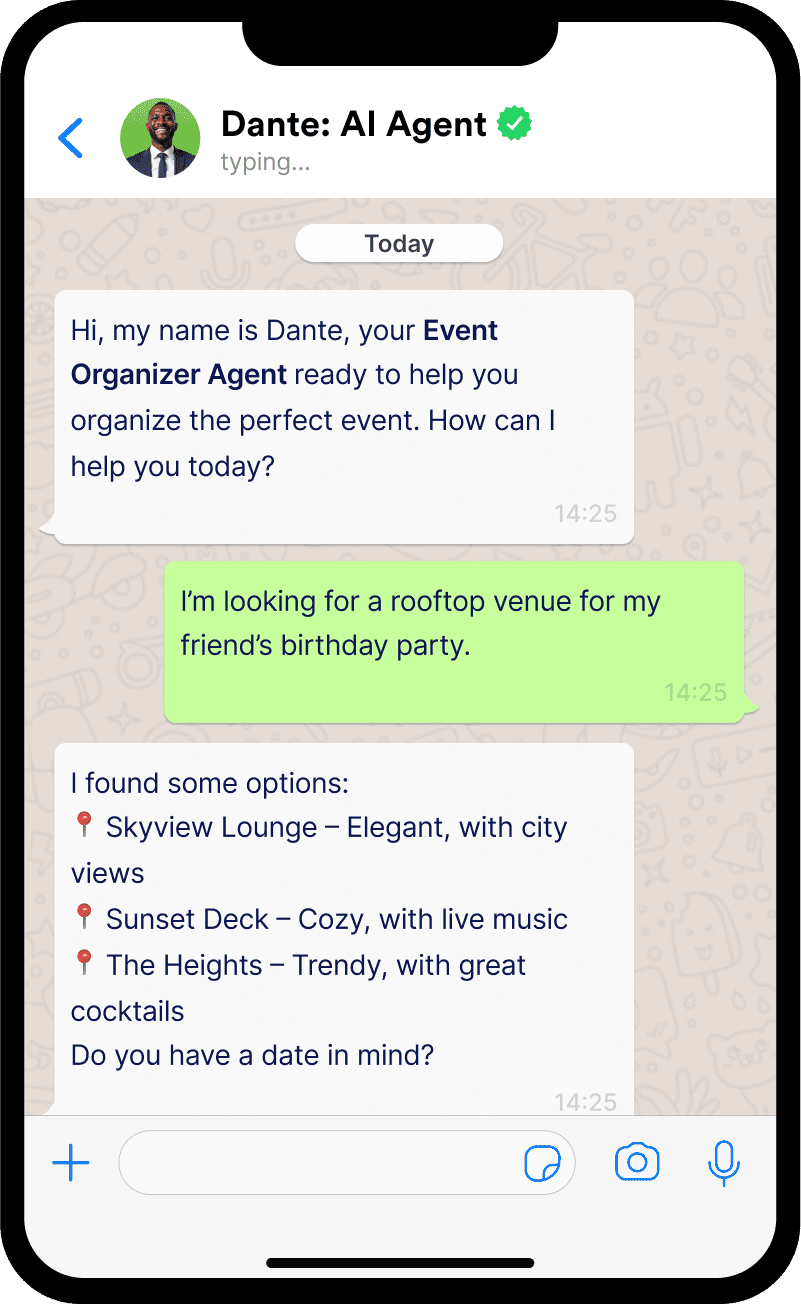 Dante: AI Agent
typing...
Today
Hi, my name is Dante, your Event
Organizer Agent ready to help you
organize the perfect event. How can I
help you today?
14:25
I’m looking for a rooftop venue for my
friend’s birthday party.
14:25
I found some options:
📍 Skyview Lounge – Elegant, with city
views
📍 Sunset Deck – Cozy, with live music
📍 The Heights – Trendy, with great
cocktails
Do you have a date in mind?
14:25